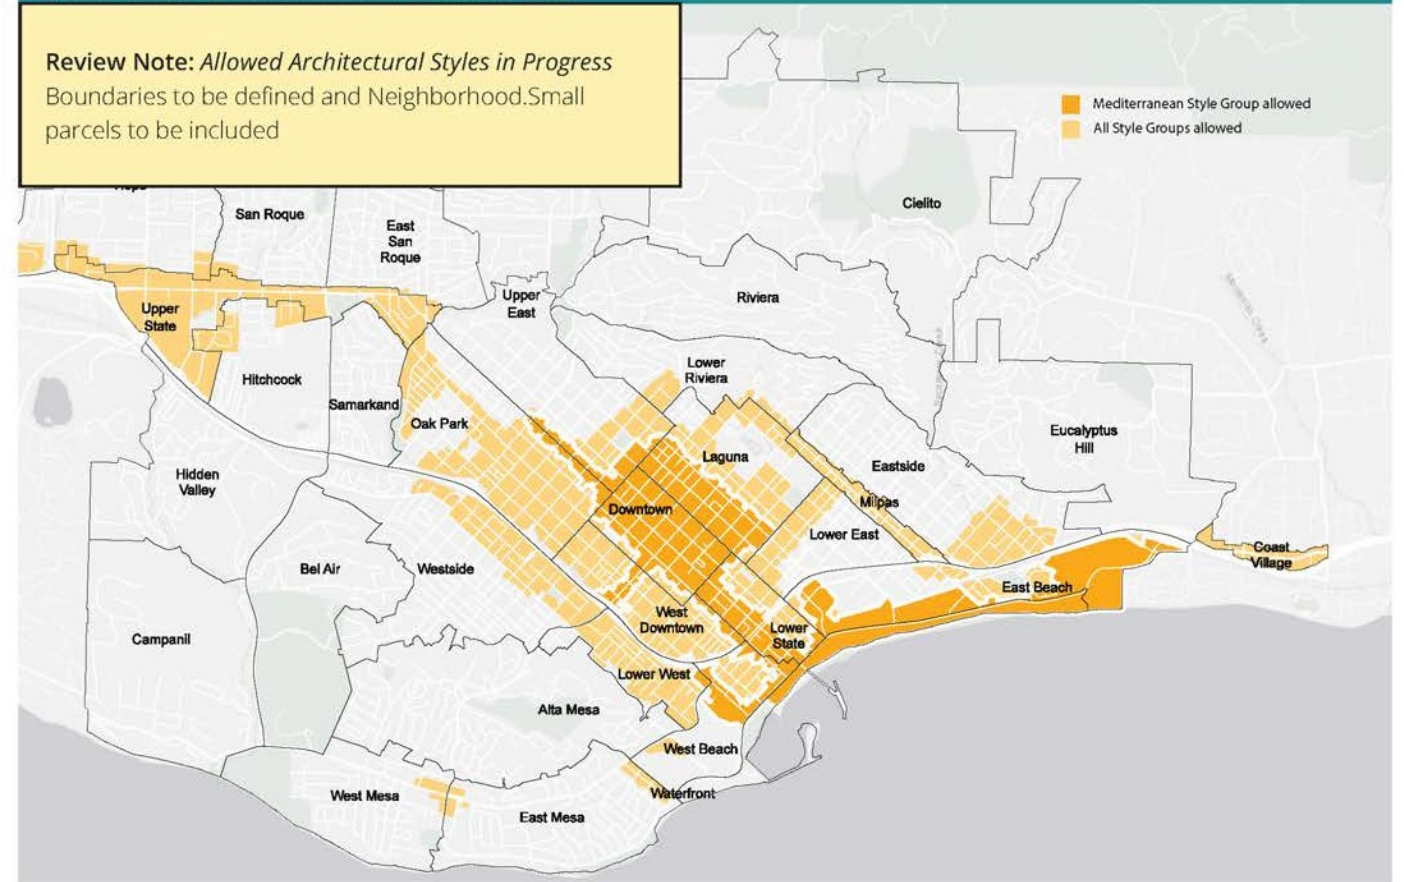 Review Note: Allowed Architectural Styles in Progress
Boundaries to be defined and Neighborhood.Small
parcels to be included
Mediterranean Style Group allowed
All Style Groups allowed
San Roque
East
San
Roque
Cielito
Upper
State
Upper
East
Riviera
Hitchcock
Samarkand
Lower
Riviera
Oak Park
Laguna
Eucalyptus
Hill
Eastside
Hidden
Valley
Downtown
Milpas
Lower East
Coast
Village
Bel Air
Westside
East Beach
Campanil
West
Downtown
Lower
State
Lower West
Alta Mesa
West Beach
West Mesa
Waterfront
East Mesa